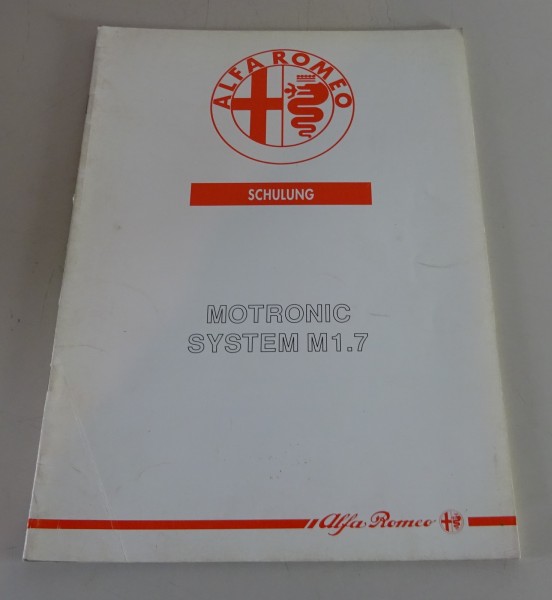 ALFA ROMEO
SCHULUNG
MOTRONIC
SYSTEM M1.7
Alfa Romeo